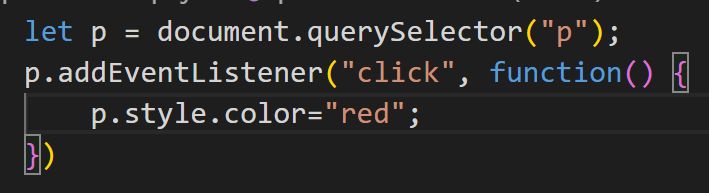 let p = document.querySelector("p");
p.addEventListener("click", function() {
    p.style.color="red";
})